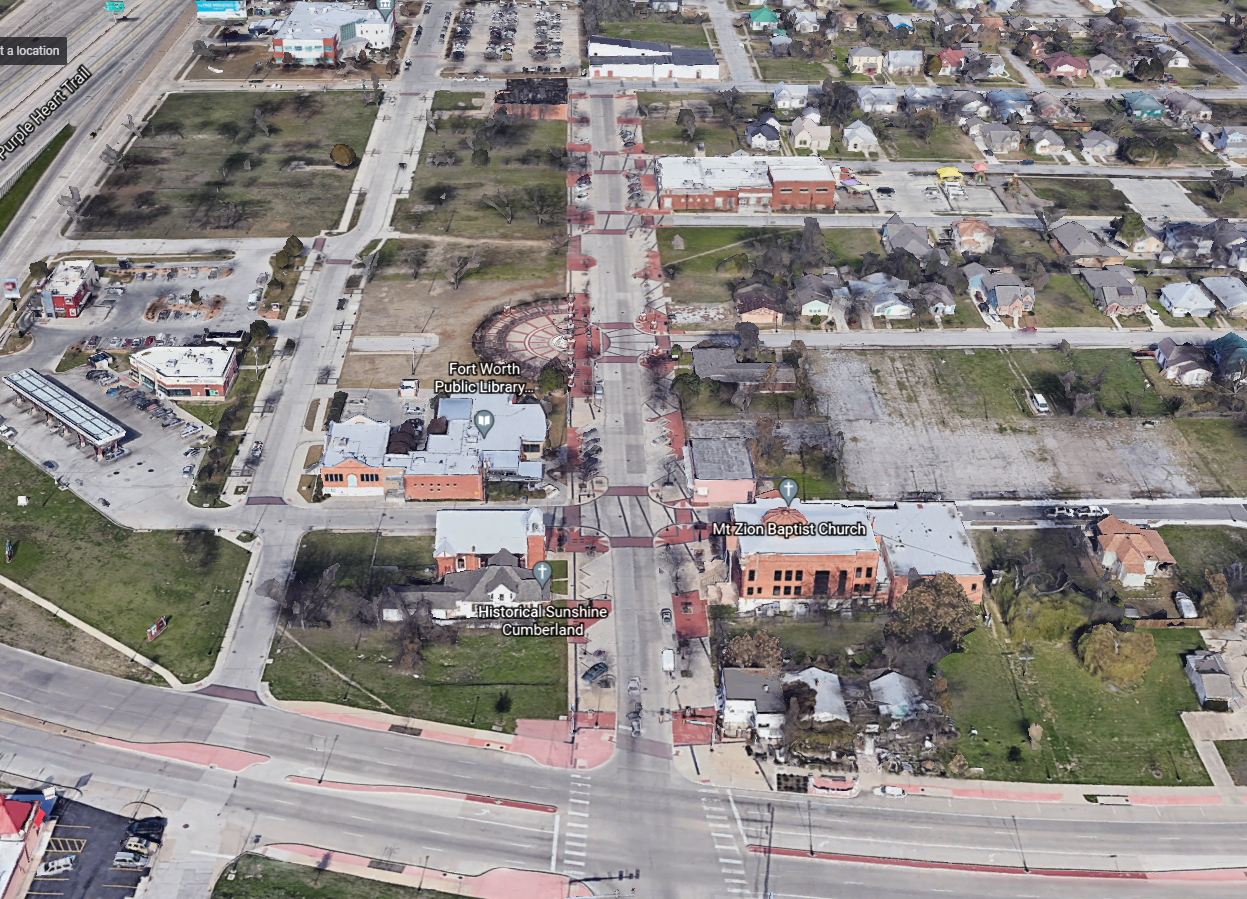 t a location
Purple Heart Trail
Fort Worth
Public Library...
Mt Zion Baptist Church
Historical Sunshine
Cumberland